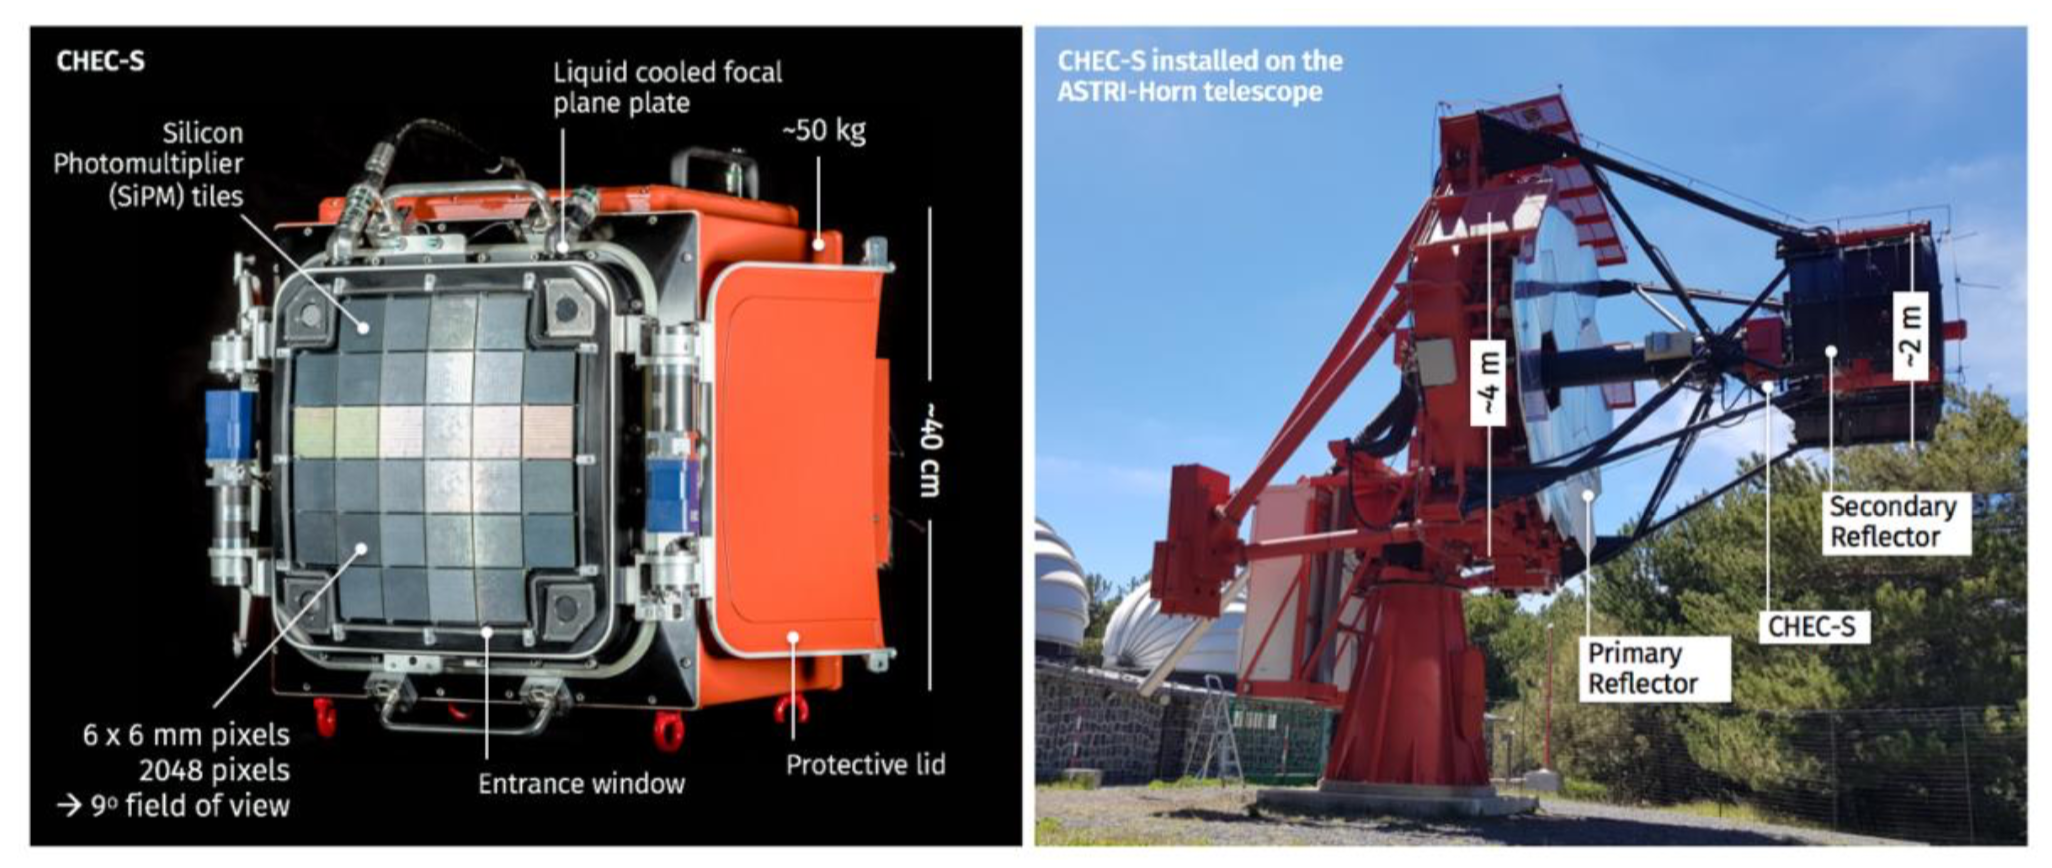 CHEC-S
Liquid cooled focal
plane plate
~50 kg
Silicon
Photomultiplier
(SiPM) tiles
~40 cm
6 x 6 mm pixels
2048 pixels
→ 9º field of view
Entrance window
Protective lid
CHEC-S installed on the
ASTRI-Horn telescope
~4 m
~2 m
Secondary
Reflector
CHEC-S
Primary
Reflector